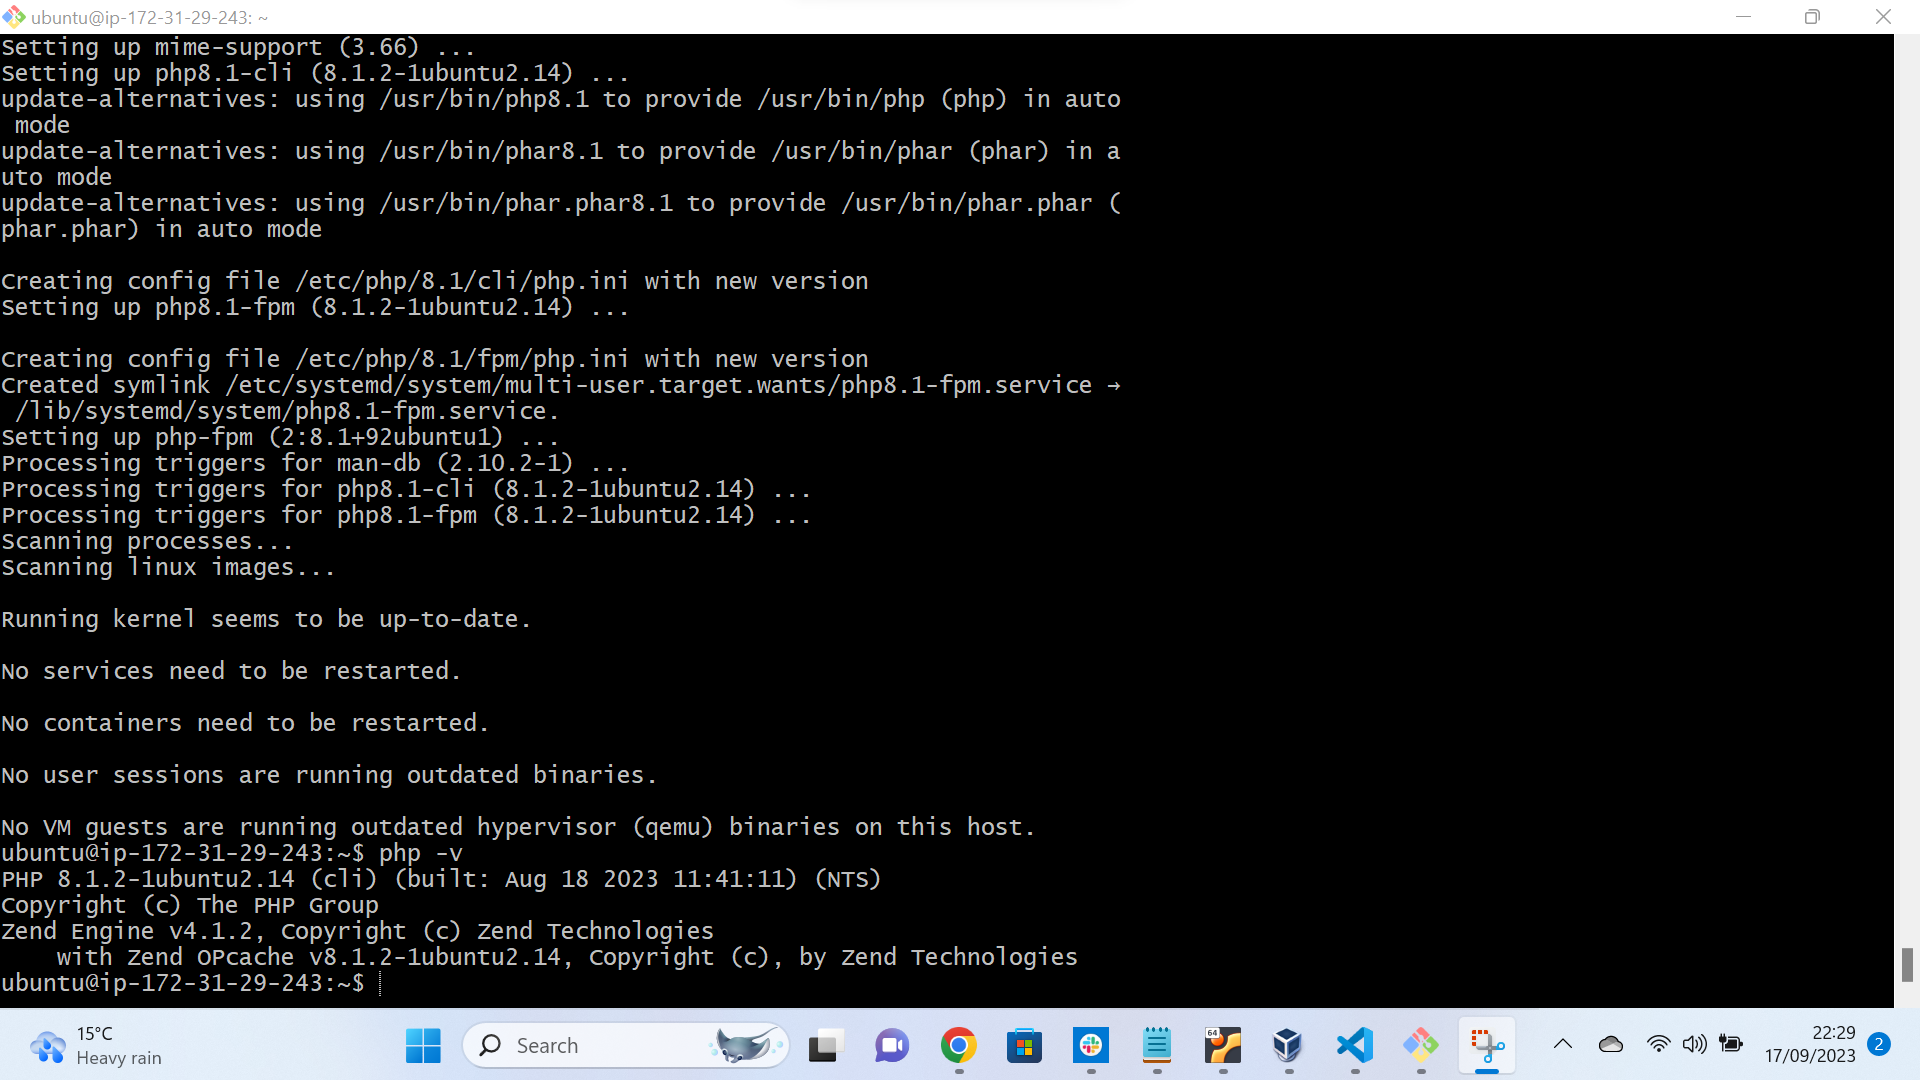 ubuntu@ip-172-31-29-243: ~
Setting up mime-support (3.66) ...
Setting up php8.1-cli (8.1.2-1ubuntu2.14) ...
update-alternatives: using /usr/bin/php8.1 to provide /usr/bin/php (php) in auto
 mode
update-alternatives: using /usr/bin/phar8.1 to provide /usr/bin/phar (phar) in a
uto mode
update-alternatives: using /usr/bin/phar.phar8.1 to provide /usr/bin/phar.phar (
phar.phar) in auto mode
Creating config file /etc/php/8.1/cli/php.ini with new version
Setting up php8.1-fpm (8.1.2-1ubuntu2.14) ...
Creating config file /etc/php/8.1/fpm/php.ini with new version
Created symlink /etc/systemd/system/multi-user.target.wants/php8.1-fpm.service →
 /lib/systemd/system/php8.1-fpm.service.
Setting up php-fpm (2:8.1+92ubuntu1) ...
Processing triggers for man-db (2.10.2-1) ...
Processing triggers for php8.1-cli (8.1.2-1ubuntu2.14) ...
Processing triggers for php8.1-fpm (8.1.2-1ubuntu2.14) ...
Scanning processes...
Scanning linux images...
Running kernel seems to be up-to-date.
No services need to be restarted.
No containers need to be restarted.
No user sessions are running outdated binaries.
No VM guests are running outdated hypervisor (qemu) binaries on this host.
ubuntu@ip-172-31-29-243:~$ php -v
PHP 8.1.2-1ubuntu2.14 (cli) (built: Aug 18 2023 11:41:11) (NTS)
Copyright (c) The PHP Group
Zend Engine v4.1.2, Copyright (c) Zend Technologies
    with Zend OPcache v8.1.2-1ubuntu2.14, Copyright (c), by Zend Technologies
ubuntu@ip-172-31-29-243:~$
15°C
Heavy rain
Search
64
22:29
17/09/2023
2